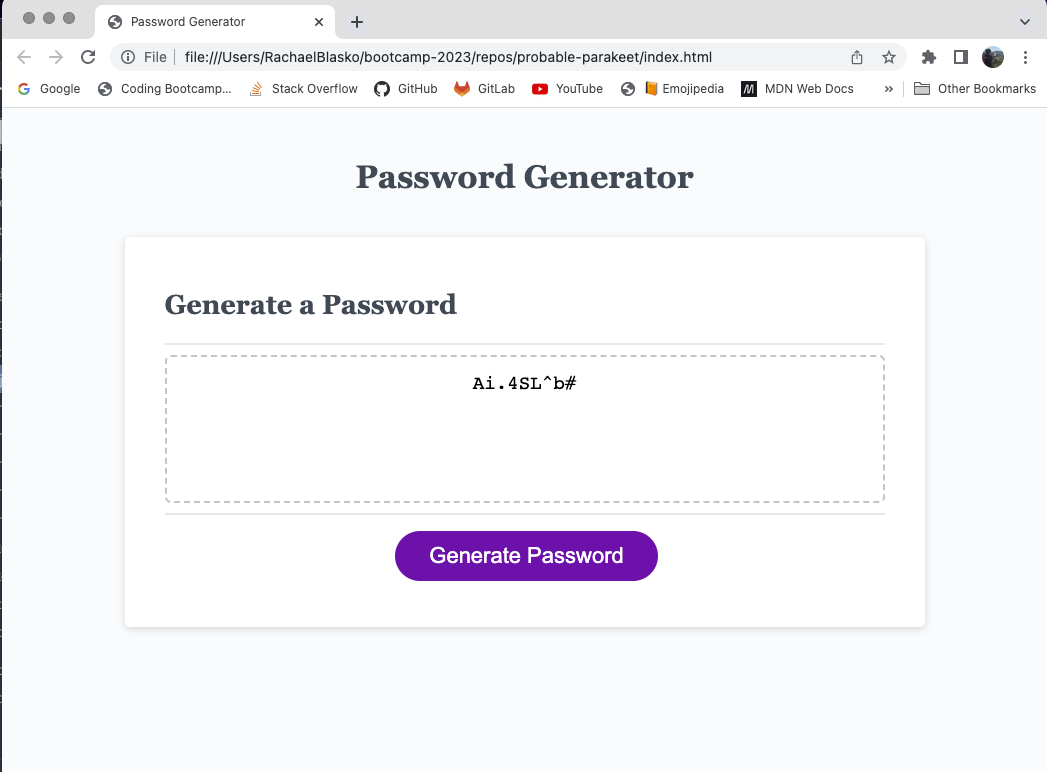 Password Generator
File file:///Users/RachaelBlasko/bootcamp-2023/repos/probable-parakeet/index.html
Google Coding Bootcamp... Stack Overflow GitHub GitLab YouTube Emojipedia M MDN Web Docs » Other Bookmarks
Password Generator
Generate a Password
Ai.4SL^b#
Generate Password